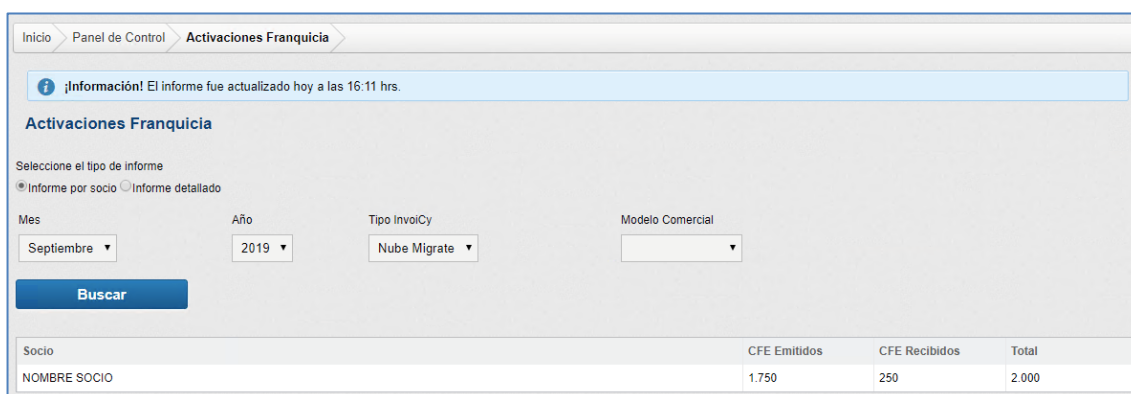 Inicio Panel de Control Activaciones Franquicia
¡Información! El informe fue actualizado hoy a las 16:11 hrs.
Activaciones Franquicia
Seleccione el tipo de informe
Informe por socio Informe detallado
Mes Año Tipo InvoiCy Modelo Comercial
Septiembre 2019 Nube Migrate
Buscar
Socio CFE Emitidos CFE Recibidos Total
NOMBRE SOCIO 1.750 250 2.000